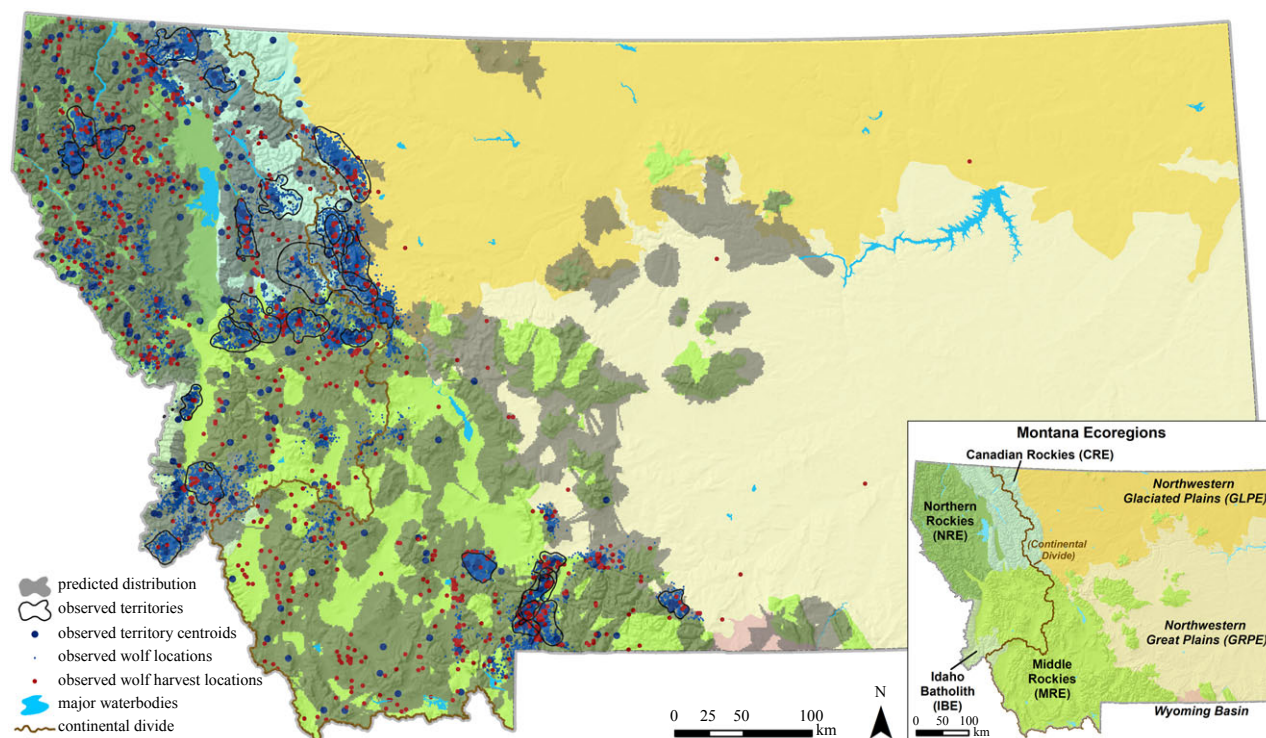 predicted distribution
observed territories
observed territory centroids
observed wolf locations
observed wolf harvest locations
major waterbodies
continental divide
N
0 25 50 100
km
Montana Ecoregions
Canadian Rockies (CRE)
Northwestern
Glaciated Plains (GLPE)
Northern
Rockies
(NRE)
(Continental
Divide)
Northwestern
Great Plains (GRPE)
Idaho
Batholith
(IBE)
Middle
Rockies
(MRE)
Wyoming Basin
0 50 100
km